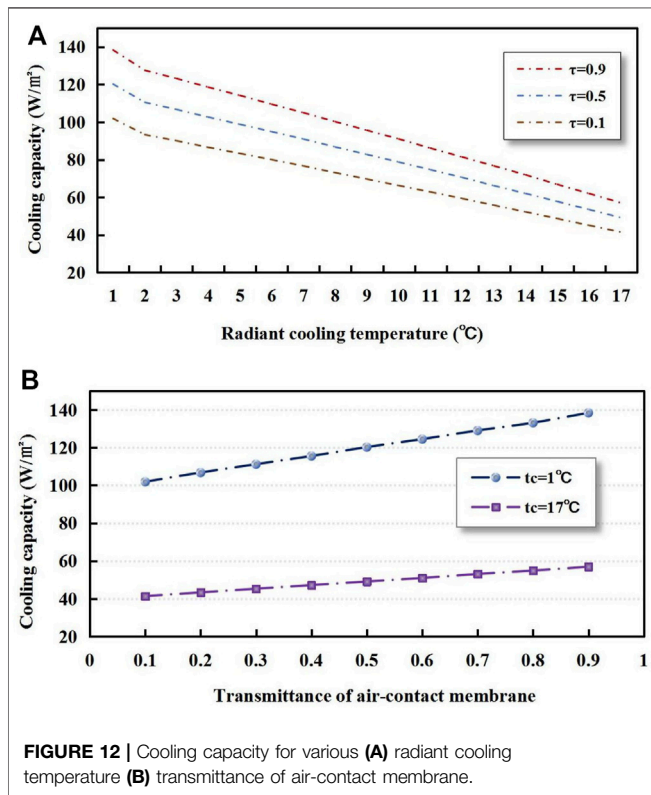 A
Cooling capacity (W/m²)
140
120
100
80
60
40
20
τ=0.9
τ=0.5
τ=0.1
1 2 3 4 5 6 7 8 9 10 11 12 13 14 15 16 17
Radiant cooling temperature (℃)
B
Cooling capacity (W/m²)
140
120
100
80
60
40
20
tc=1℃
tc=17℃
0 0.1 0.2 0.3 0.4 0.5 0.6 0.7 0.8 0.9 1
Transmittance of air-contact membrane
FIGURE 12 | Cooling capacity for various (A) radiant cooling
temperature (B) transmittance of air-contact membrane.